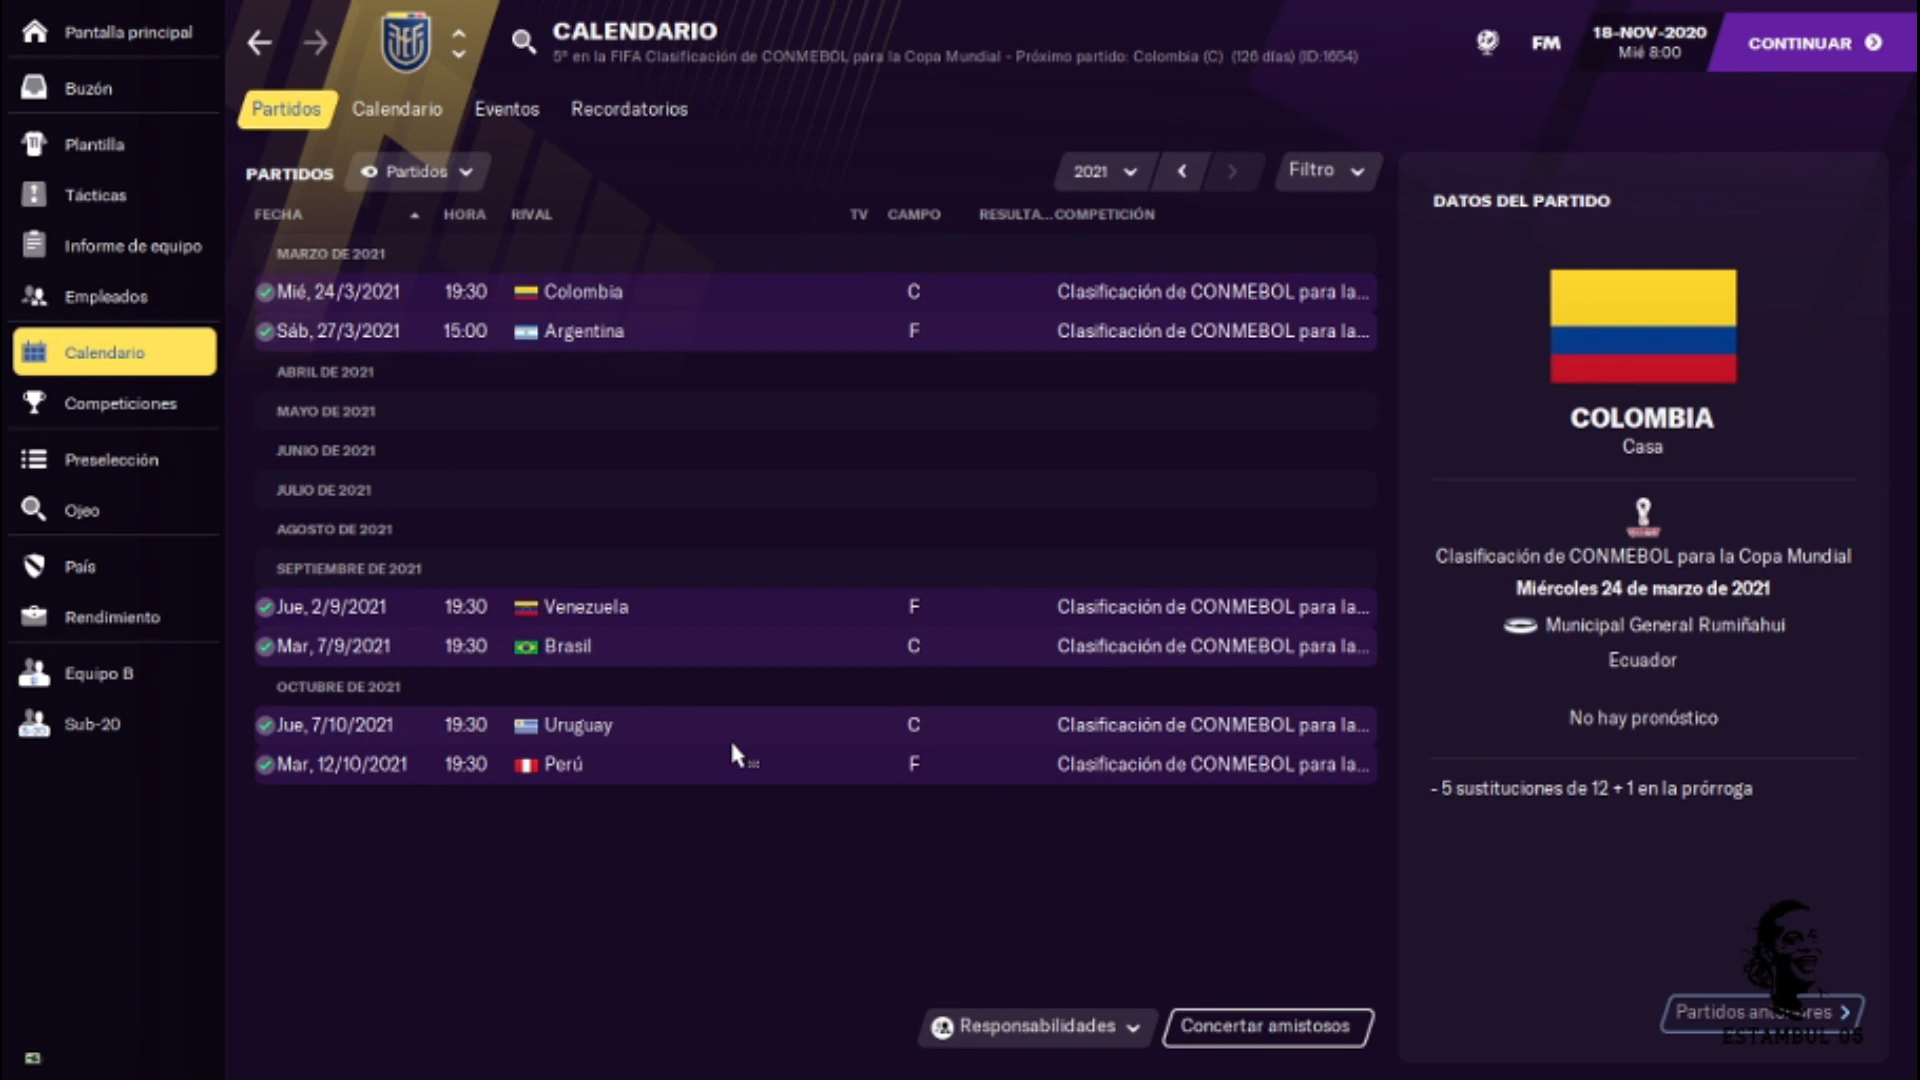 Pantalla principal
Buzón
Plantilla
Tácticas
Informe de equipo
Empleados
Calendario
Competiciones
Preselección
Ojeo
País
Rendimiento
Equipo B
Sub-20
CALENDARIO
5º en la FIFA Clasificación de CONMEBOL para la Copa Mundial - Próximo partido: Colombia (C) (126 días) (ID:1654)
FM
18-NOV-2020
Mié 8:00
CONTINUAR
Partidos Calendario Eventos Recordatorios
PARTIDOS Partidos 2021 Filtro
FECHA HORA RIVAL TV CAMPO RESULTA... COMPETICIÓN
MARZO DE 2021
Mié, 24/3/2021 19:30 Colombia C Clasificación de CONMEBOL para la...
Sáb, 27/3/2021 15:00 Argentina F Clasificación de CONMEBOL para la...
ABRIL DE 2021
MAYO DE 2021
JUNIO DE 2021
JULIO DE 2021
AGOSTO DE 2021
SEPTIEMBRE DE 2021
Jue, 2/9/2021 19:30 Venezuela F Clasificación de CONMEBOL para la...
Mar, 7/9/2021 19:30 Brasil C Clasificación de CONMEBOL para la...
OCTUBRE DE 2021
Jue, 7/10/2021 19:30 Uruguay C Clasificación de CONMEBOL para la...
Mar, 12/10/2021 19:30 Perú F Clasificación de CONMEBOL para la...
Responsabilidades Concertar amistosos
DATOS DEL PARTIDO
COLOMBIA
Casa
Clasificación de CONMEBOL para la Copa Mundial
Miércoles 24 de marzo de 2021
Municipal General Rumiñahui
Ecuador
No hay pronóstico
- 5 sustituciones de 12 + 1 en la prórroga
Partidos
ESTAMBUL 05